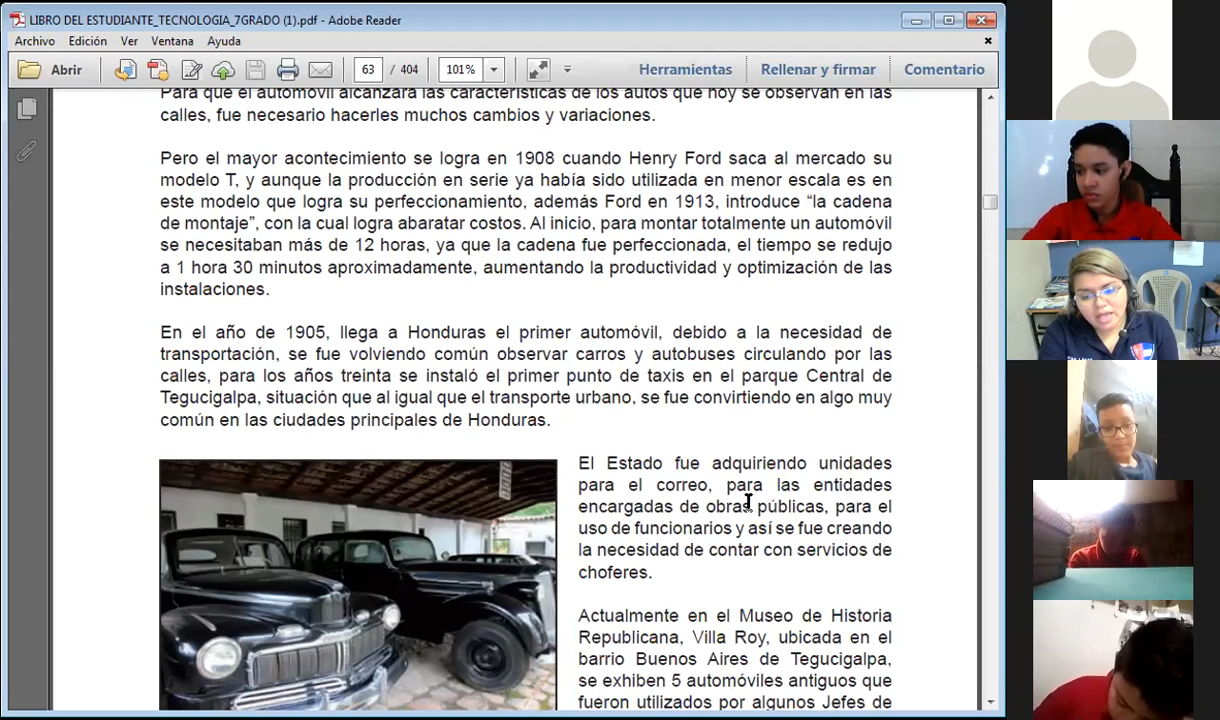 LIBRO DEL ESTUDIANTE_TECNOLOGIA_7GRADO (1).pdf - Adobe Reader
Archivo Edición Ver Ventana Ayuda
Abrir 63 / 404 101% Herramientas Rellenar y firmar Comentario
Para que el automóvil alcanzara las características de los autos que hoy se observan en las
calles, fue necesario hacerles muchos cambios y variaciones.
Pero el mayor acontecimiento se logra en 1908 cuando Henry Ford saca al mercado su
modelo T, y aunque la producción en serie ya había sido utilizada en menor escala es en
este modelo que logra su perfeccionamiento, además Ford en 1913, introduce “la cadena
de montaje”, con la cual logra abaratar costos. Al inicio, para montar totalmente un automóvil
se necesitaban más de 12 horas, ya que la cadena fue perfeccionada, el tiempo se redujo
a 1 hora 30 minutos aproximadamente, aumentando la productividad y optimización de las
instalaciones.
En el año de 1905, llega a Honduras el primer automóvil, debido a la necesidad de
transportación, se fue volviendo común observar carros y autobuses circulando por las
calles, para los años treinta se instaló el primer punto de taxis en el parque Central de
Tegucigalpa, situación que al igual que el transporte urbano, se fue convirtiendo en algo muy
común en las ciudades principales de Honduras.
El Estado fue adquiriendo unidades
para el correo, para las entidades
encargadas de obras públicas, para el
uso de funcionarios y así se fue creando
la necesidad de contar con servicios de
choferes.
Actualmente en el Museo de Historia
Republicana, Villa Roy, ubicada en el
barrio Buenos Aires de Tegucigalpa,
se exhiben 5 automóviles antiguos que
fueron utilizados por algunos Jefes de